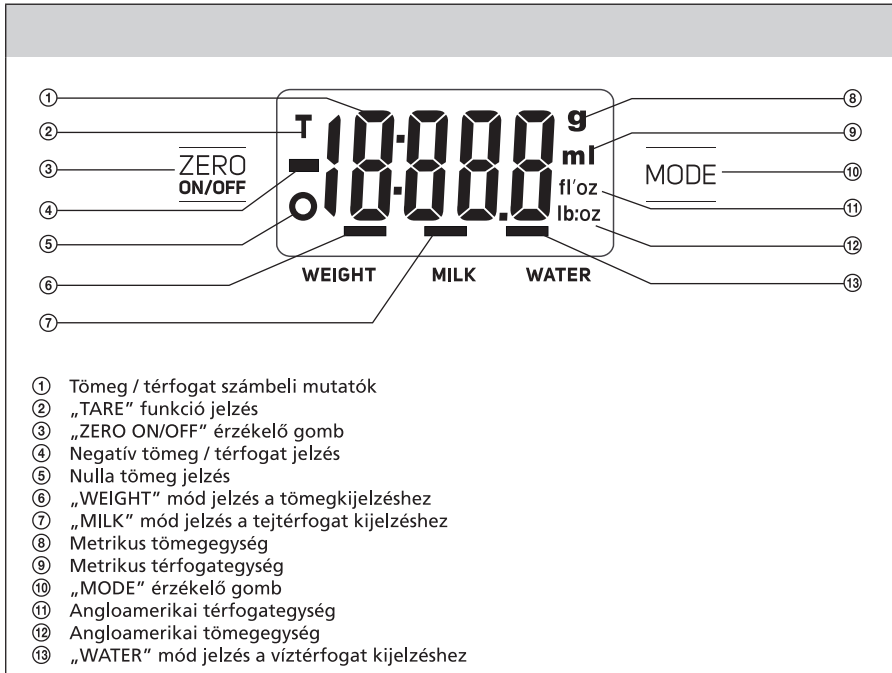 ① T 18:888 g ⑧
② ml ⑨
③ ZERO MODE ⑩
ON/OFF
④ fl'oz ⑪
⑤ lb:oz ⑫
⑥ WEIGHT MILK WATER ⑬
⑦
① Tömeg / térfogat számbeli mutatók
② „TARE” funkció jelzés
③ „ZERO ON/OFF” érzékelő gomb
④ Negatív tömeg / térfogat jelzés
⑤ Nulla tömeg jelzés
⑥ „WEIGHT” mód jelzés a tömegkijelzéshez
⑦ „MILK” mód jelzés a tejtérfogat kijelzéshez
⑧ Metrikus tömegegység
⑨ Metrikus térfogategység
⑩ „MODE” érzékelő gomb
⑪ Angloamerikai térfogategység
⑫ Angloamerikai tömegegység
⑬ „WATER” mód jelzés a víztérfogat kijelzéshez